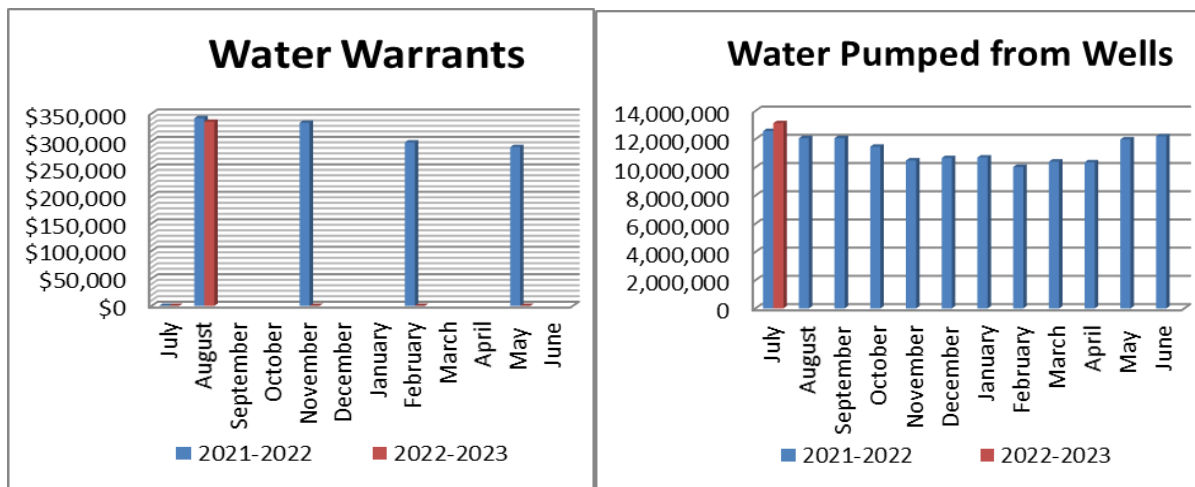 Water Warrants
$350,000
$300,000
$250,000
$200,000
$150,000
$100,000
$50,000
$0
July
August
September
October
November
December
January
February
March
April
May
June
2021-2022 2022-2023
Water Pumped from Wells
14,000,000
12,000,000
10,000,000
8,000,000
6,000,000
4,000,000
2,000,000
0
July
August
September
October
November
December
January
February
March
April
May
June
2021-2022 2022-2023